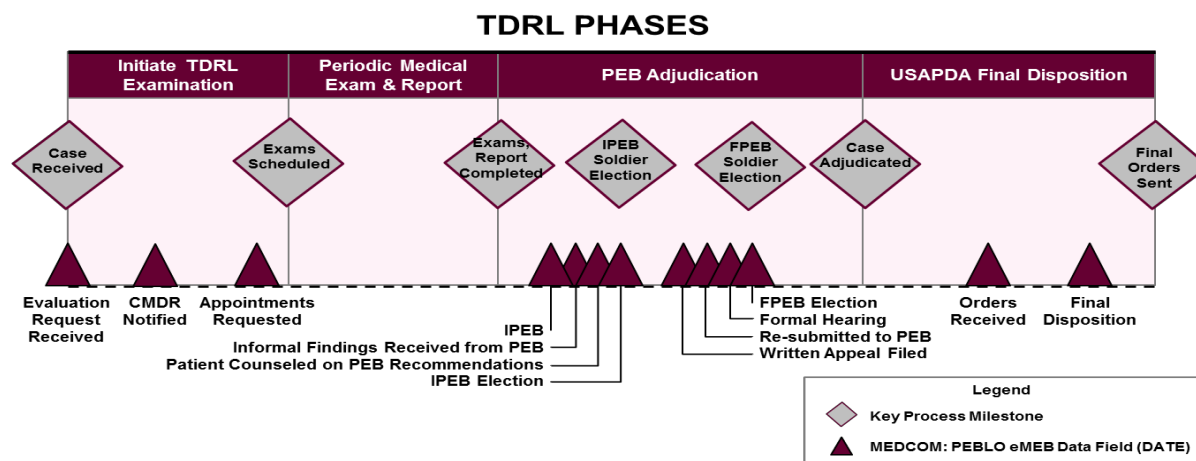 TDRL PHASES
Initiate TDRL
Examination
Periodic Medical
Exam & Report
PEB Adjudication
USAPDA Final Disposition
Case
Received
Exams
Scheduled
Exams,
Report
Completed
IPEB
Soldier
Election
FPEB
Soldier
Election
Case
Adjudicated
Final
Orders
Sent
Evaluation
Request
Received
CMDR
Notified
Appointments
Requested
IPEB
Informal Findings Received from PEB
Patient Counseled on PEB Recommendations
IPEB Election
FPEB Election
Formal Hearing
Re-submitted to PEB
Written Appeal Filed
Orders
Received
Final
Disposition
Legend
Key Process Milestone
MEDCOM: PEBLO eMEB Data Field (DATE)